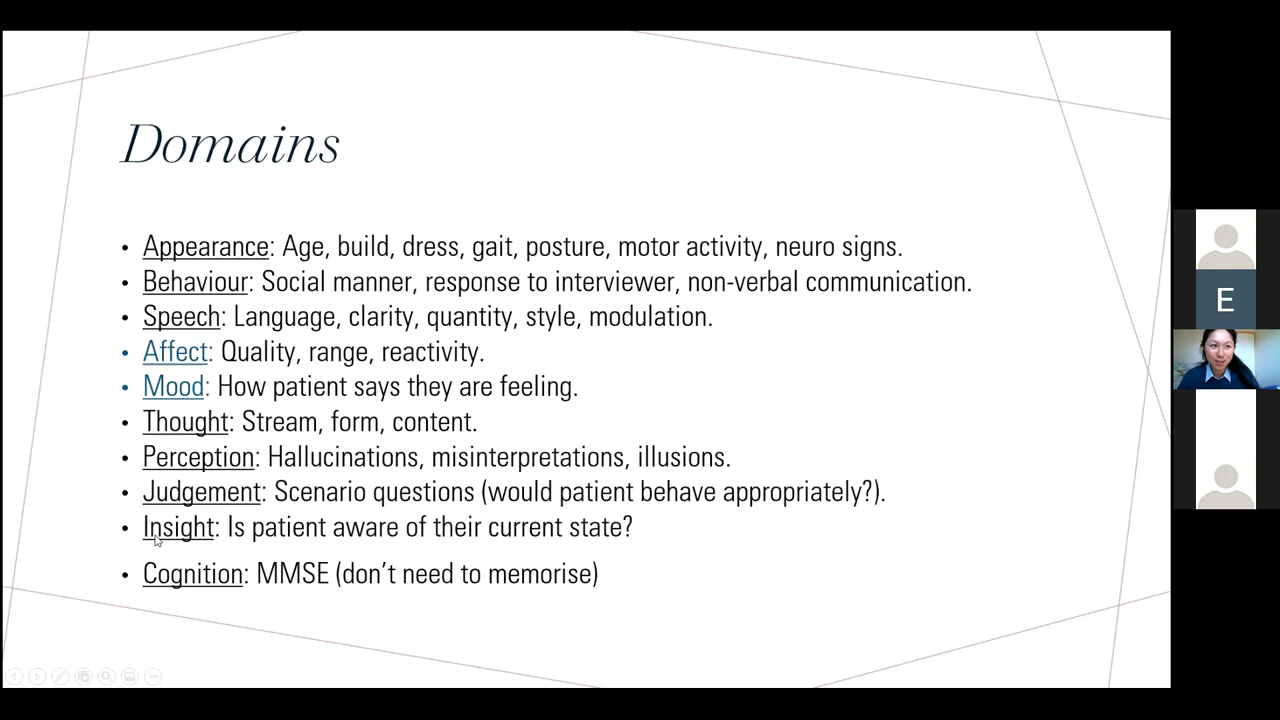 Domains
• Appearance: Age, build, dress, gait, posture, motor activity, neuro signs.
• Behaviour: Social manner, response to interviewer, non-verbal communication.
• Speech: Language, clarity, quantity, style, modulation.
• Affect: Quality, range, reactivity.
• Mood: How patient says they are feeling.
• Thought: Stream, form, content.
• Perception: Hallucinations, misinterpretations, illusions.
• Judgement: Scenario questions (would patient behave appropriately?).
• Insight: Is patient aware of their current state?
• Cognition: MMSE (don’t need to memorise)
E